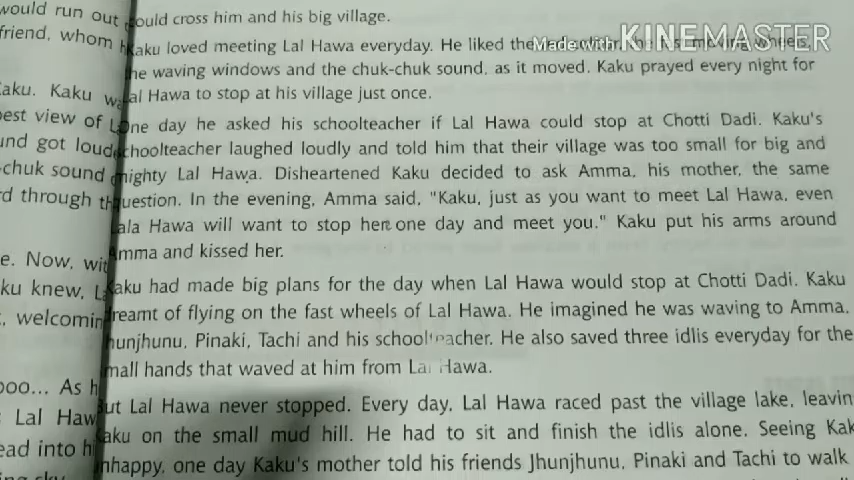 would run out
friend, whom h
Kaku. Kaku wa
best view of
und got loud
-chuk sound
rd through th
e. Now, wit
ku knew, L
, welcomin
ooo... As h
Lal Haw
ead into hi
ing sky
could cross him and his big village.
Kaku loved meeting Lal Hawa everyday. He liked the moving wheels,
the waving windows and the chuk-chuk sound, as it moved. Kaku prayed every night for
Lal Hawa to stop at his village just once.
One day he asked his schoolteacher if Lal Hawa could stop at Chotti Dadi. Kaku's
schoolteacher laughed loudly and told him that their village was too small for big and
mighty Lal Hawa. Disheartened Kaku decided to ask Amma, his mother, the same
question. In the evening, Amma said, "Kaku, just as you want to meet Lal Hawa, even
Lala Hawa will want to stop here one day and meet you." Kaku put his arms around
Amma and kissed her.
Kaku had made big plans for the day when Lal Hawa would stop at Chotti Dadi. Kaku
dreamt of flying on the fast wheels of Lal Hawa. He imagined he was waving to Amma,
hunjhunu, Pinaki, Tachi and his schoolteacher. He also saved three idlis everyday for the
small hands that waved at him from Lal Hawa.
But Lal Hawa never stopped. Every day, Lal Hawa raced past the village lake, leavin
Kaku on the small mud hill. He had to sit and finish the idlis alone. Seeing Kak
unhappy, one day Kaku's mother told his friends Jhunjhunu, Pinaki and Tachi to walk
Made with KINEMASTER